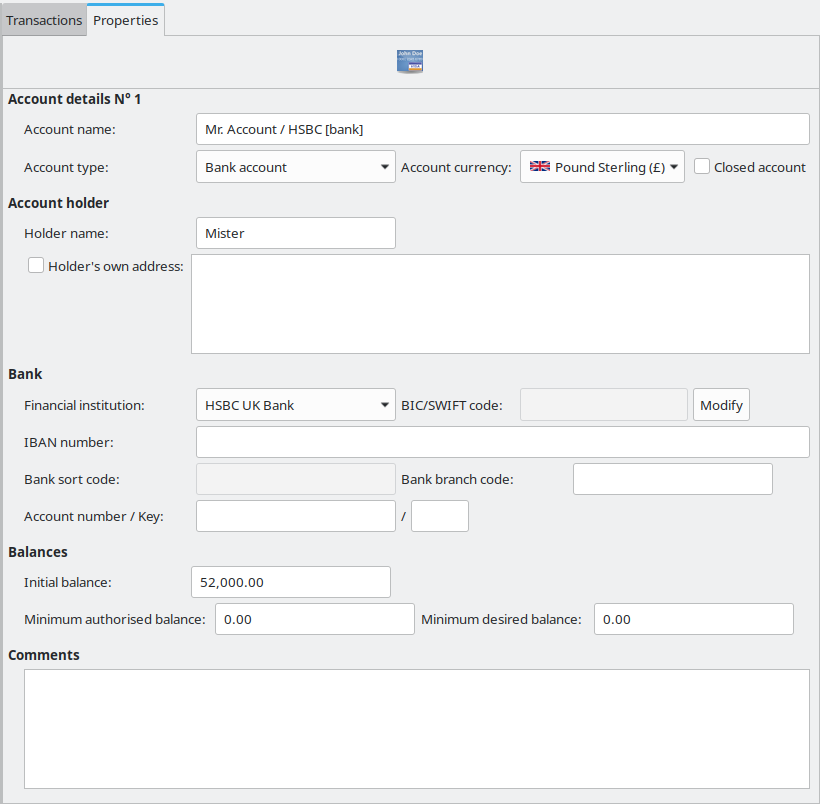 Transactions Properties
John Doe
VISA
Account details N° 1
Account name: Mr. Account / HSBC [bank]
Account type: Bank account Account currency: Pound Sterling (£) Closed account
Account holder
Holder name: Mister
Holder's own address:
Bank
Financial institution: HSBC UK Bank BIC/SWIFT code: Modify
IBAN number:
Bank sort code: Bank branch code:
Account number / Key: /
Balances
Initial balance: 52,000.00
Minimum authorised balance: 0.00 Minimum desired balance: 0.00
Comments